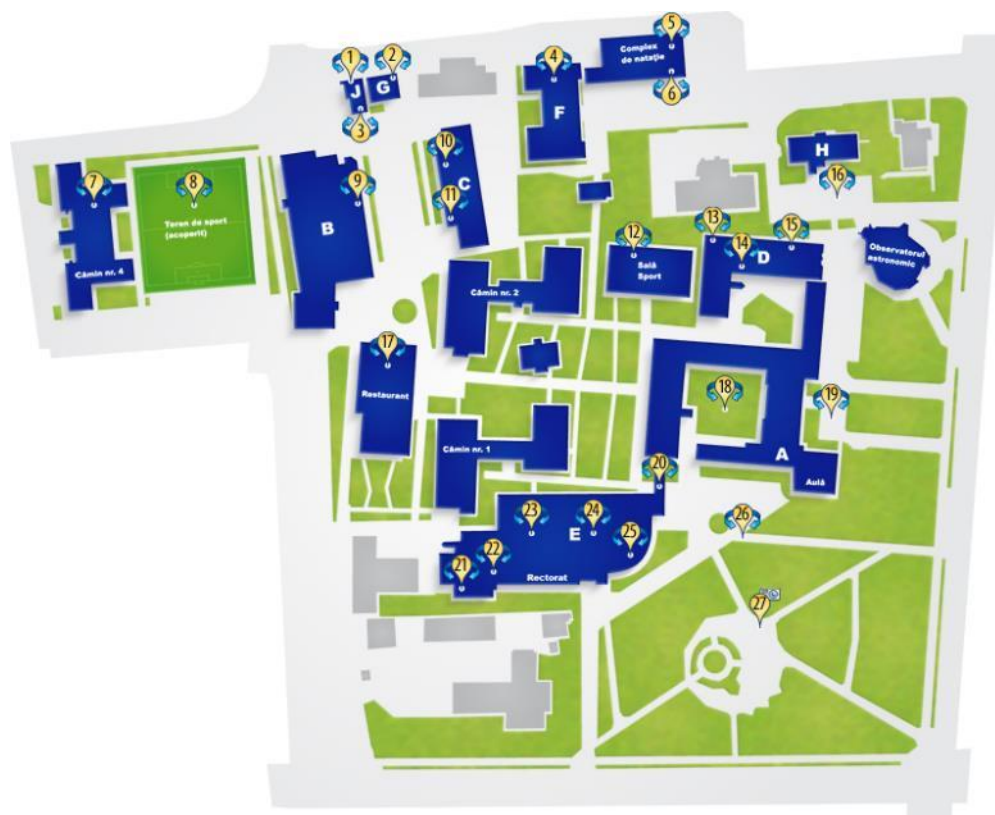 5
Complex
de natație
1
2
4
J
G
6
F
3
10
H
C
7
8
9
11
16
Teren de sport
(acoperit)
B
12
13
15
14
D
Sală
Sport
Observatorul
astronomic
Cămin nr. 4
Cămin nr. 2
17
Restaurant
18
19
Cămin nr. 1
A
20
Aulă
23
24
26
E
25
22
21
Rectorat
27